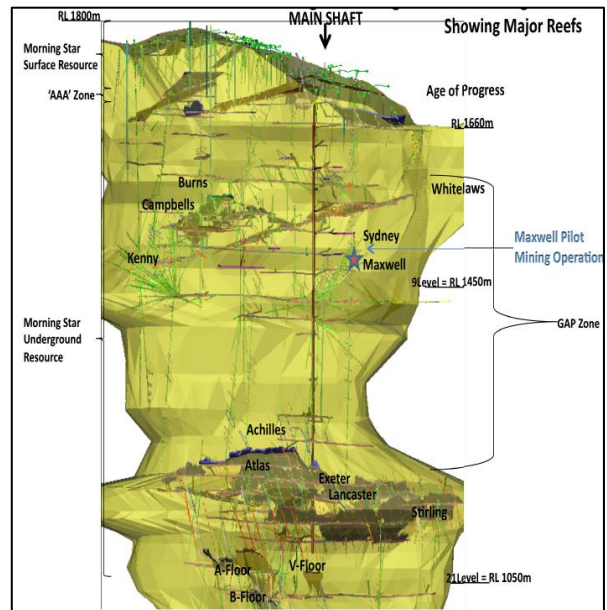 RL 1800m
MAIN SHAFT
Showing Major Reefs
Morning Star
Surface Resource
'AAA' Zone
Age of Progress
RL 1660m
Burns
Whitelaws
Campbells
Sydney
Maxwell Pilot
Mining Operation
Kenny
Maxwell
9Level = RL 1450m
Morning Star
Underground
Resource
GAP Zone
Achilles
Atlas
Exeter
Lancaster
Stirling
A-Floor
V-Floor
21Level = RL 1050m
B-Floor